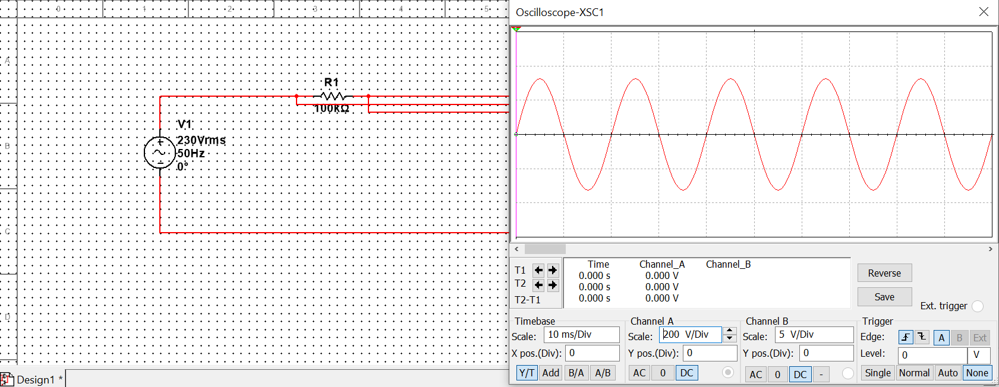 0 1 2 3 4 5
A
B
C
D
R1
100kΩ
V1
230Vrms
50Hz
0°
Design1 *
Oscilloscope-XSC1
Time Channel_A Channel_B
T1 0.000 s 0.000 V
T2 0.000 s 0.000 V
T2-T1 0.000 s 0.000 V
Reverse
Save
Ext. trigger
Timebase
Scale: 10 ms/Div
X pos.(Div): 0
Y/T Add B/A A/B
Channel A
Scale: 200 V/Div
Y pos.(Div): 0
AC 0 DC
Channel B
Scale: 5 V/Div
Y pos.(Div): 0
AC 0 DC -
Trigger
Edge: A B Ext
Level: 0 V
Single Normal Auto None